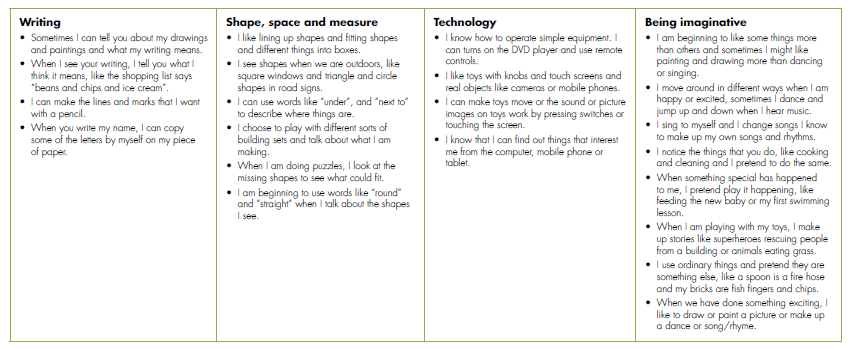 Writing
• Sometimes I can tell you about my drawings
and paintings and what my writing means.
• When I see your writing, I tell you what I
think it means, like the shopping list says
“beans and chips and ice cream”.
• I can make the lines and marks that I want
with a pencil.
• When you write my name, I can copy
some of the letters by myself on my piece
of paper.
Shape, space and measure
• I like lining up shapes and fitting shapes
and different things into boxes.
• I see shapes when we are outdoors, like
square windows and triangle and circle
shapes in road signs.
• I can use words like “under”, and “next to”
to describe where things are.
• I choose to play with different sorts of
building sets and talk about what I am
making.
• When I am doing puzzles, I look at the
missing shapes to see what could fit.
• I am beginning to use words like “round”
and “straight” when I talk about the shapes
I see.
Technology
• I know how to operate simple equipment. I
can turns on the DVD player and use remote
controls.
• I like toys with knobs and touch screens and
real objects like cameras or mobile phones.
• I can make toys move or the sound or picture
images on toys work by pressing switches or
touching the screen.
• I know that I can find out things that interest
me from the computer, mobile phone or
tablet.
Being imaginative
• I am beginning to like some things more
than others and sometimes I might like
painting and drawing more than dancing
or singing.
• I move around in different ways when I am
happy or excited, sometimes I dance and
jump up and down when I hear music.
• I sing to myself and I change songs I know
to make up my own songs and rhythms.
• I notice the things that you do, like cooking
and cleaning and I pretend to do the same.
• When something special has happened
to me, I pretend play it happening, like
feeding the new baby or my first swimming
lesson.
• When I am playing with my toys, I make
up stories like superheroes rescuing people
from a building or animals eating grass.
• I use ordinary things and pretend they are
something else, like a spoon is a fire hose
and my bricks are fish fingers and chips.
• When we have done something exciting, I
like to draw or paint a picture or make up
a dance or song/rhyme.